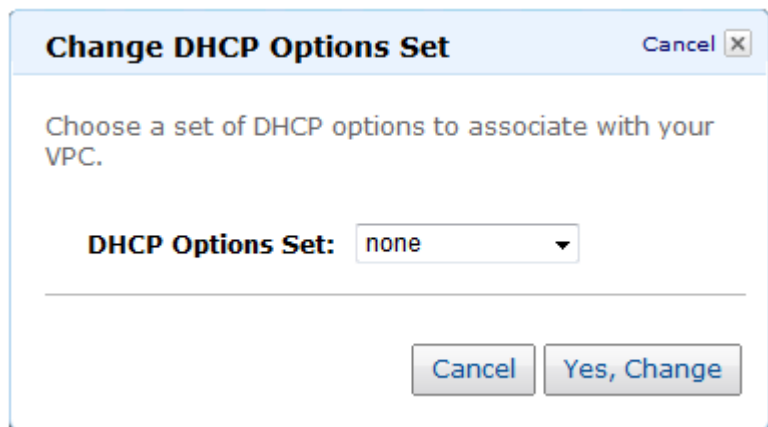 Change DHCP Options Set Cancel
Choose a set of DHCP options to associate with your
VPC.
DHCP Options Set: none
Cancel Yes, Change